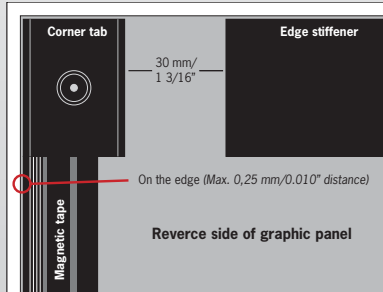 Corner tab
Edge stiffener
30 mm/
1 3/16"
On the edge (Max. 0,25 mm/0.010" distance)
Reverce side of graphic panel
Magnetic tape